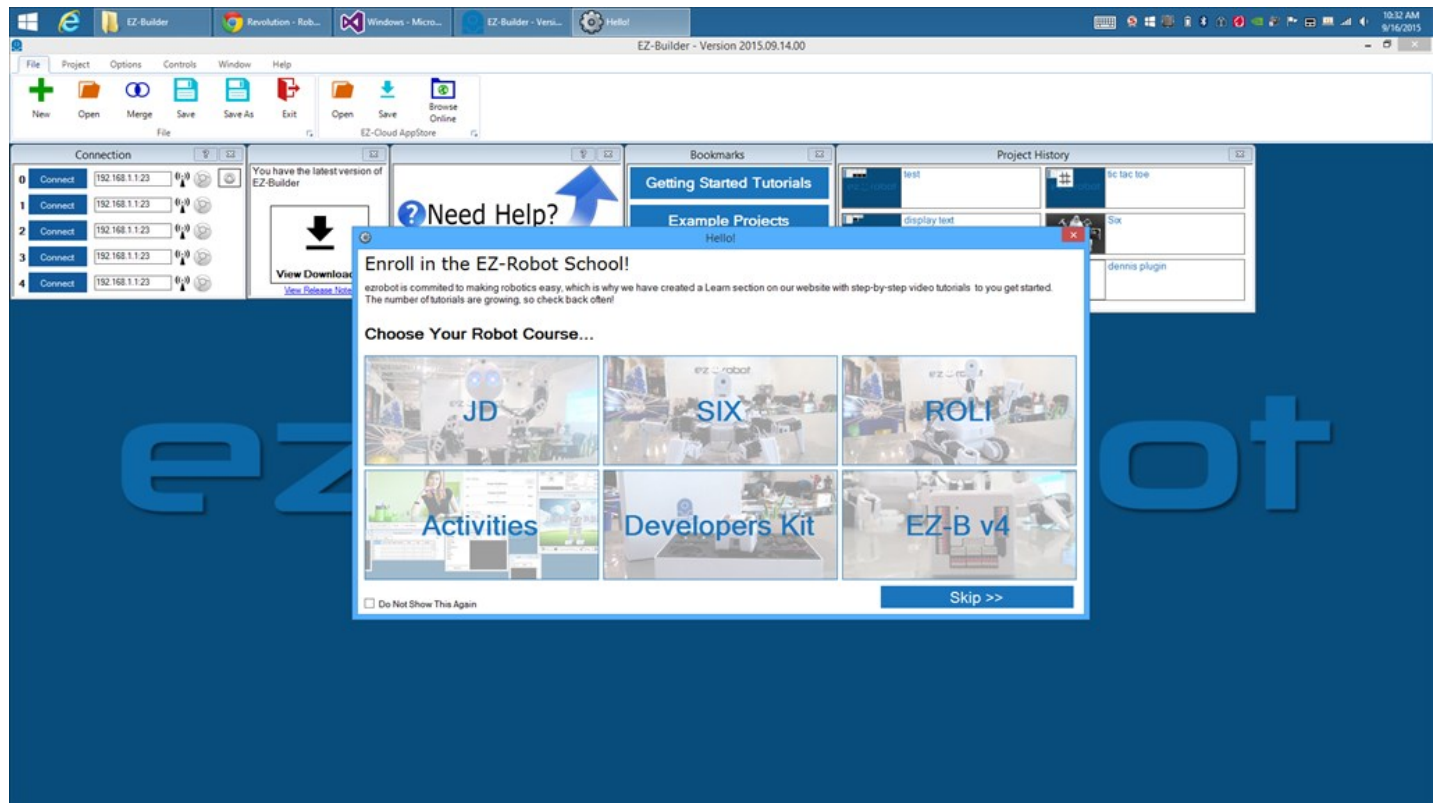 EZ-Builder
Revolution - Rob...
Windows - Micro...
EZ-Builder - Versi...
Hello!
10:32 AM
9/16/2015
EZ-Builder - Version 2015.09.14.00
File Project Options Controls Window Help
New Open Merge Save Save As Exit Open Save Browse Online
File EZ-Cloud AppStore
Connection
0 Connect 192.168.1.1:23
1 Connect 192.168.1.1:23
2 Connect 192.168.1.1:23
3 Connect 192.168.1.1:23
4 Connect 192.168.1.1:23
You have the latest version of
EZ-Builder
View Downloa
View Release Note
Need Help?
Bookmarks
Getting Started Tutorials
Example Projects
Project History
test
tic tac toe
display text
Six
dennis plugin
Hello!
Enroll in the EZ-Robot School!
ezrobot is commited to making robotics easy, which is why we have created a Learn section on our website with step-by-step video tutorials to you get started.
The number of tutorials are growing, so check back often!
Choose Your Robot Course...
JD
SIX
ROLI
Activities
Developers Kit
EZ-B v4
Do Not Show This Again
Skip >>
ez
ot